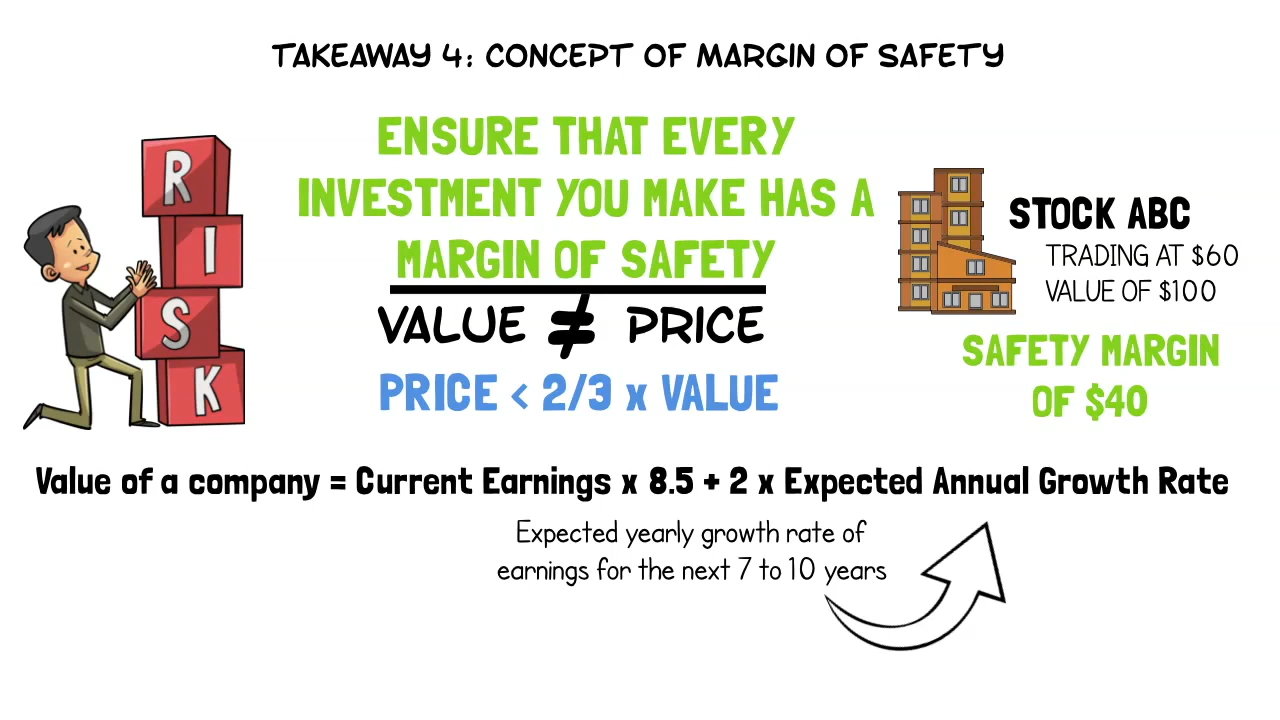 TAKEAWAY 4: CONCEPT OF MARGIN OF SAFETY
R
I
S
K
ENSURE THAT EVERY
INVESTMENT YOU MAKE HAS A
MARGIN OF SAFETY
VALUE ≠ PRICE
PRICE < 2/3 x VALUE
STOCK ABC
TRADING AT $60
VALUE OF $100
SAFETY MARGIN
OF $40
Value of a company = Current Earnings x 8.5 + 2 x Expected Annual Growth Rate
Expected yearly growth rate of
earnings for the next 7 to 10 years